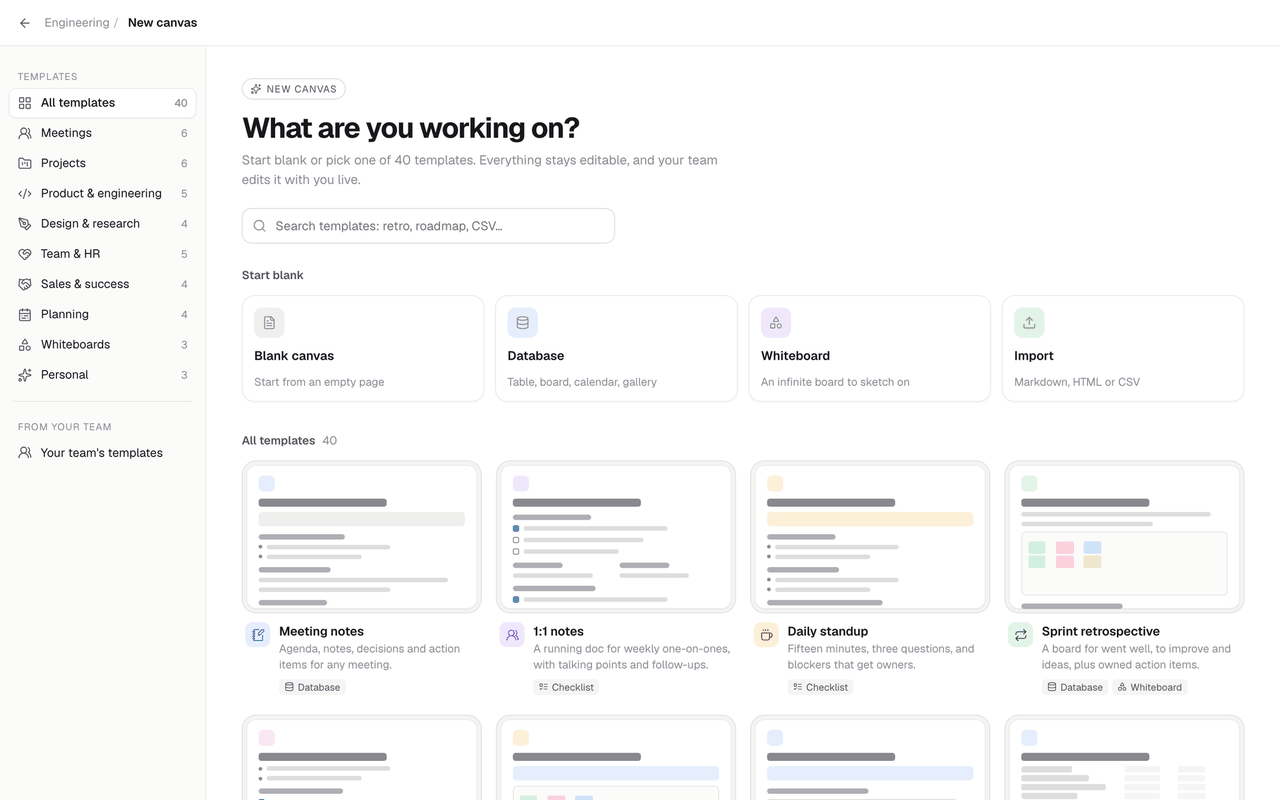 Engineering / New canvas
TEMPLATES
All templates 40
Meetings 6
Projects 6
Product & engineering 5
Design & research 4
Team & HR 5
Sales & success 4
Planning 4
Whiteboards 3
Personal 3
FROM YOUR TEAM
Your team's templates
NEW CANVAS
What are you working on?
Start blank or pick one of 40 templates. Everything stays editable, and your team
edits it with you live.
Search templates: retro, roadmap, CSV…
Start blank
Blank canvas
Start from an empty page
Database
Table, board, calendar, gallery
Whiteboard
An infinite board to sketch on
Import
Markdown, HTML or CSV
All templates 40
Meeting notes
Agenda, notes, decisions and action
items for any meeting.
Database
1:1 notes
A running doc for weekly one-on-ones,
with talking points and follow-ups.
Checklist
Daily standup
Fifteen minutes, three questions, and
blockers that get owners.
Checklist
Sprint retrospective
A board for went well, to improve and
ideas, plus owned action items.
Database Whiteboard